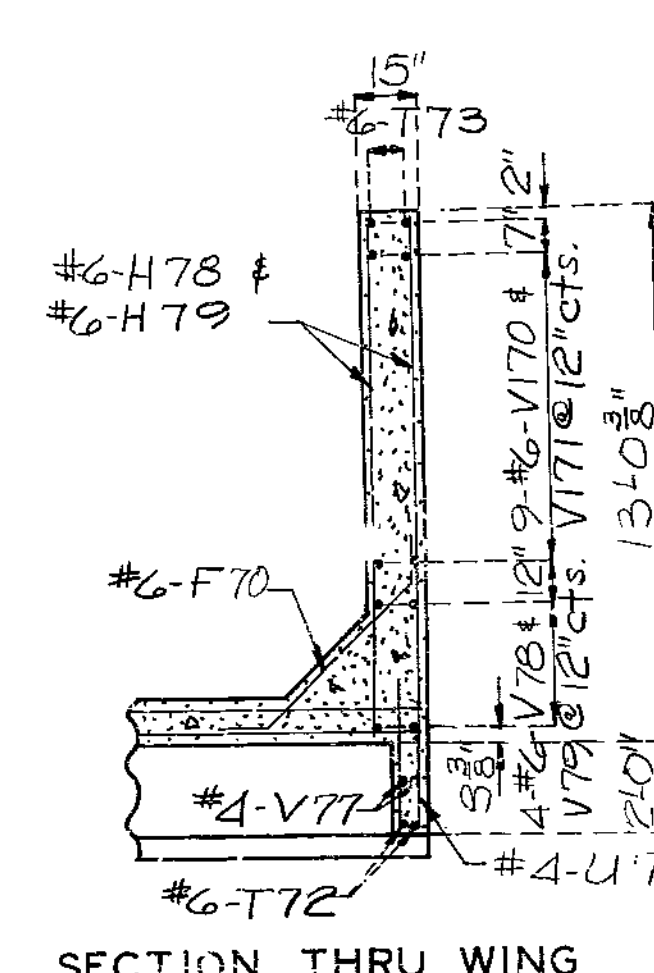 15"
#6-T73
#6-H78 &
#6-H79
2"
7"
9-#6-V170 &
V171 @ 12" cts.
13'-0 3/8"
12"
#6-F70
4-#6-V78 &
V79 @ 12" cts.
3/8"
2'-0"
#4-V77
#6-T72
SECTION THRU WING